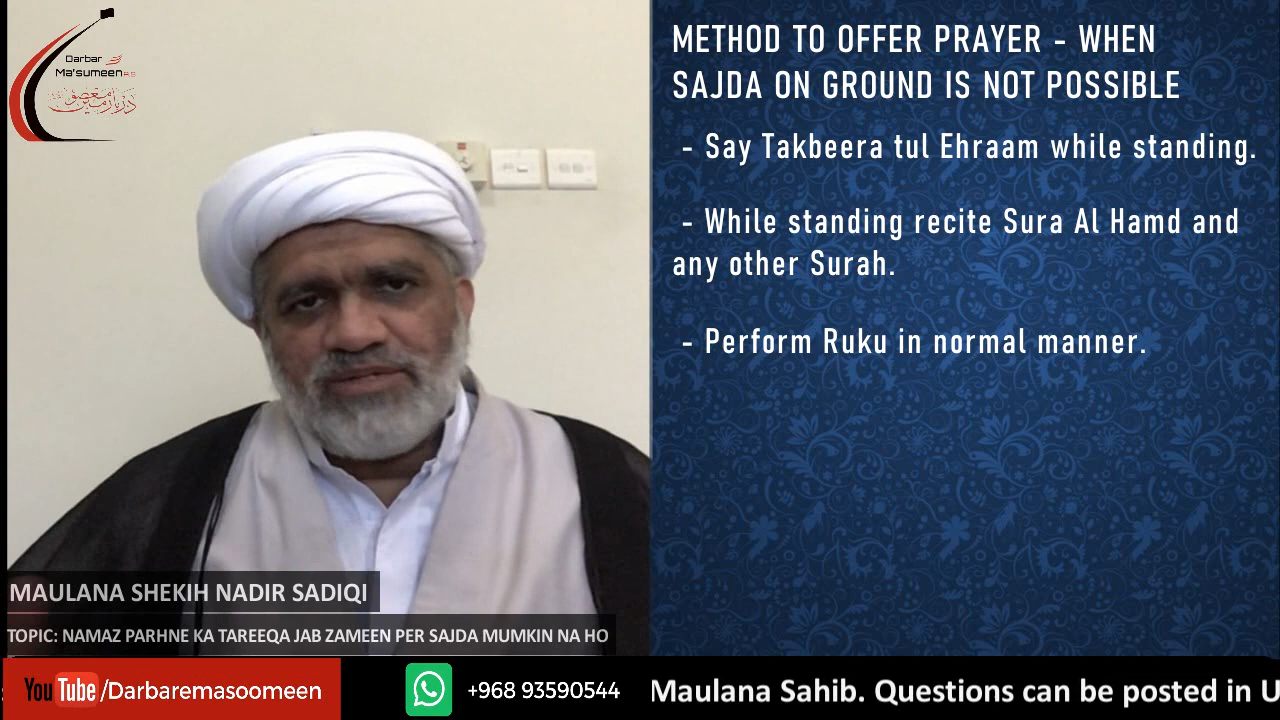 Darbar
Ma'sumeen A.S
دربار معصومین
METHOD TO OFFER PRAYER - WHEN
SAJDA ON GROUND IS NOT POSSIBLE
- Say Takbeera tul Ehraam while standing.
- While standing recite Sura Al Hamd and
any other Surah.
- Perform Ruku in normal manner.
MAULANA SHEKIH NADIR SADIQI
TOPIC: NAMAZ PARHNE KA TAREEQA JAB ZAMEEN PER SAJDA MUMKIN NA HO
YouTube /Darbaremasoomeen
+968 93590544
Maulana Sahib. Questions can be posted in U